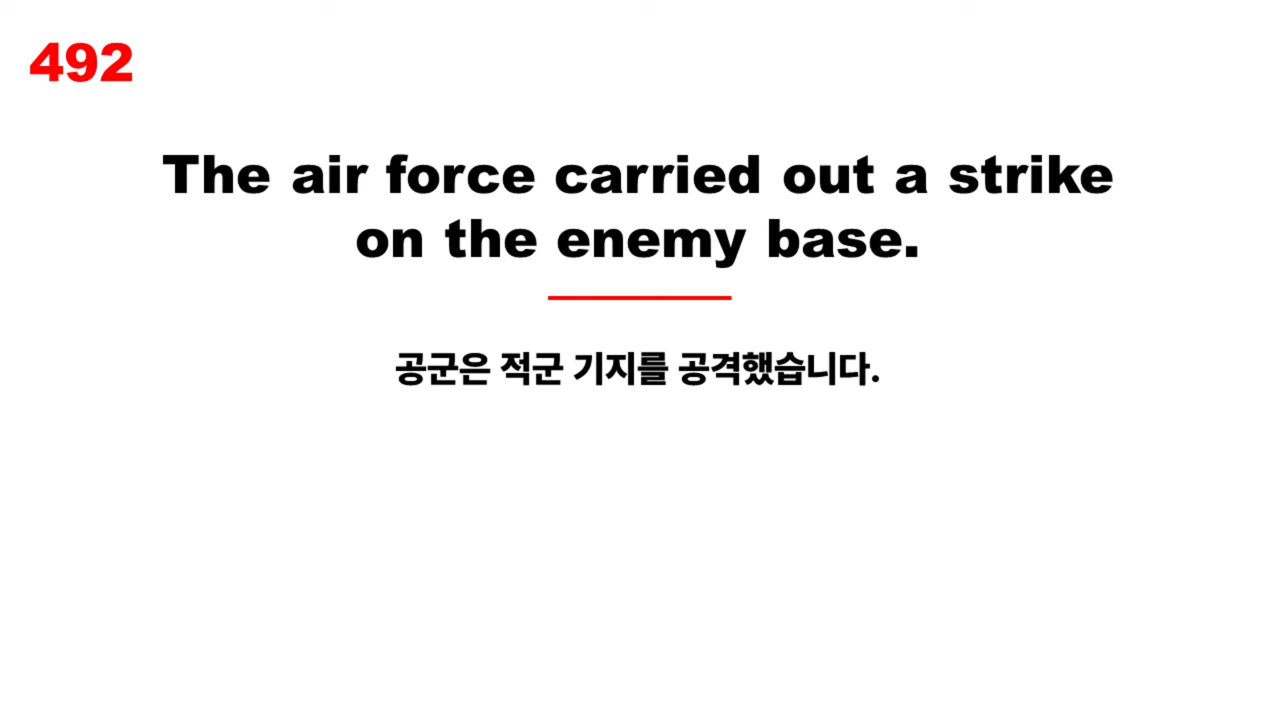 492
The air force carried out a strike
on the enemy base.
공군은 적군 기지를 공격했습니다.